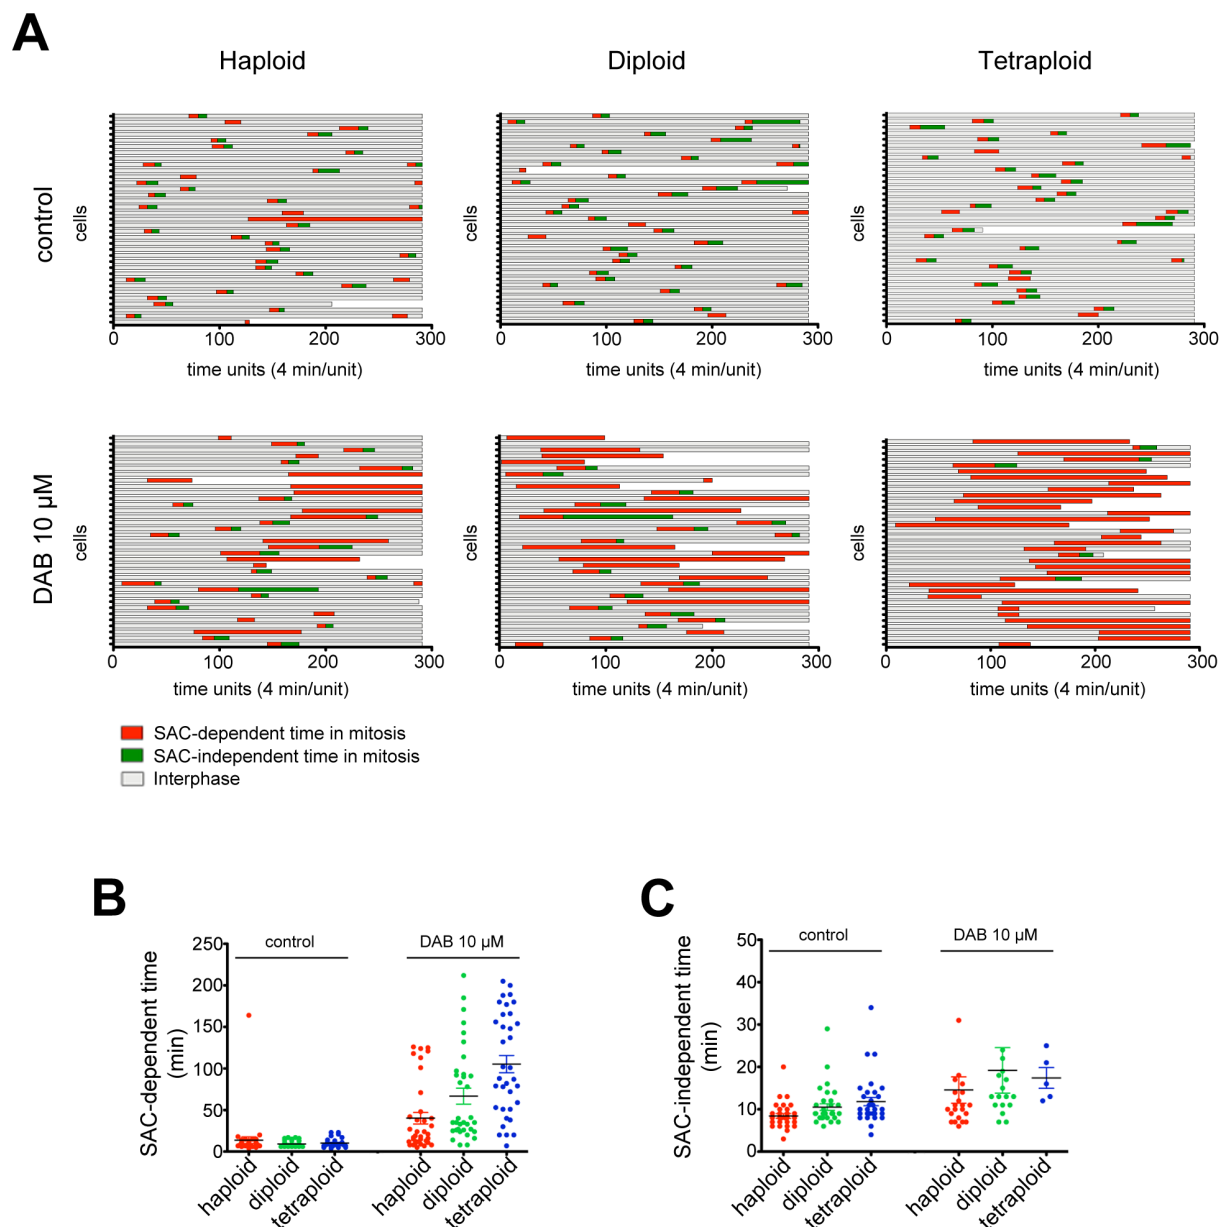 A
Haploid
Diploid
Tetraploid
control
cells
cells
cells
0 100 200 300
0 100 200 300
0 100 200 300
time units (4 min/unit)
time units (4 min/unit)
time units (4 min/unit)
DAB 10 µM
cells
cells
cells
0 100 200 300
0 100 200 300
0 100 200 300
time units (4 min/unit)
time units (4 min/unit)
time units (4 min/unit)
SAC-dependent time in mitosis
SAC-independent time in mitosis
Interphase
B
control
DAB 10 µM
SAC-dependent time
(min)
250
200
150
100
50
0
haploid
diploid
tetraploid
haploid
diploid
tetraploid
C
control
DAB 10 µM
SAC-independent time
(min)
50
40
30
20
10
0
haploid
diploid
tetraploid
haploid
diploid
tetraploid